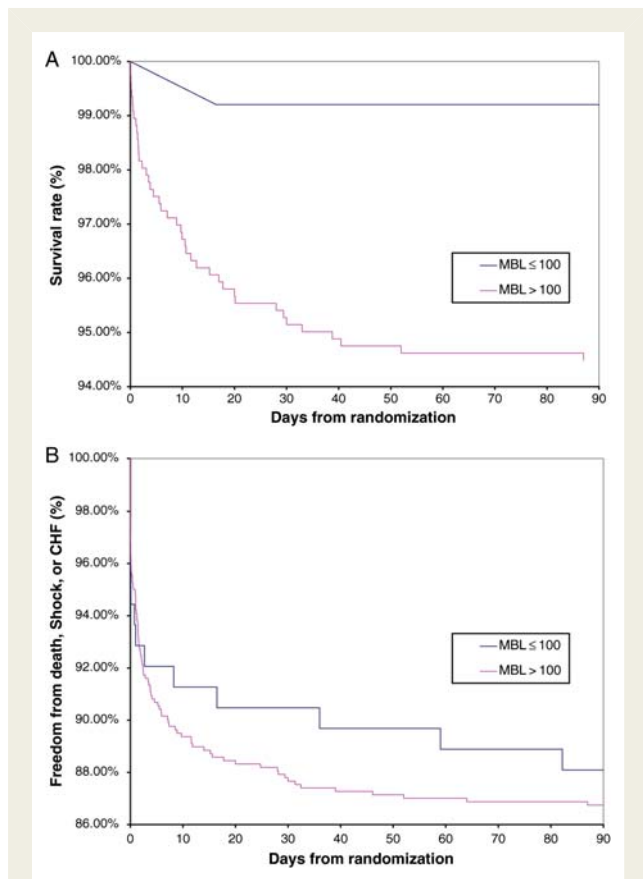 A
100.00%
99.00%
98.00%
97.00%
96.00%
95.00%
94.00%
Survival rate (%)
MBL ≤ 100
MBL > 100
0 10 20 30 40 50 60 70 80 90
Days from randomization
B
100.00%
98.00%
96.00%
94.00%
92.00%
90.00%
88.00%
86.00%
Freedom from death, Shock, or CHF (%)
MBL ≤ 100
MBL > 100
0 10 20 30 40 50 60 70 80 90
Days from randomization